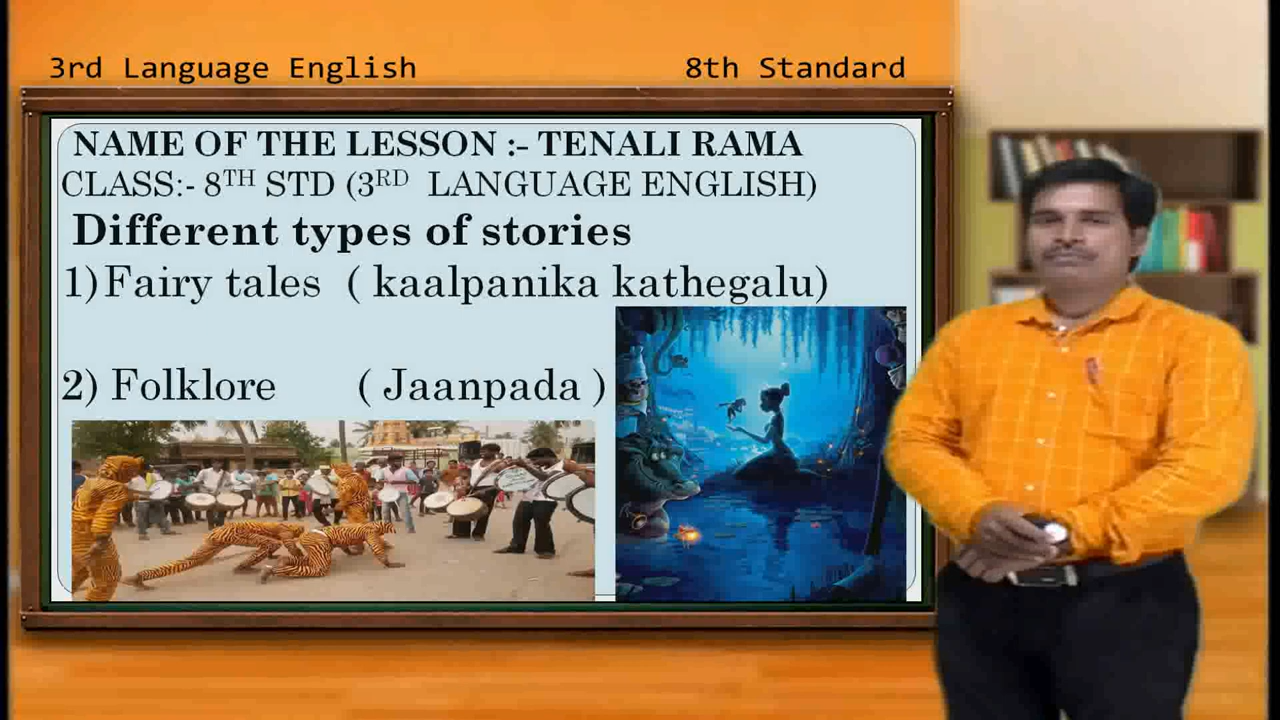 3rd Language English 8th Standard
NAME OF THE LESSON :- TENALI RAMA
CLASS:- 8TH STD (3RD LANGUAGE ENGLISH)
Different types of stories
1) Fairy tales ( kaalpanika kathegalu)
2) Folklore ( Jaanpada )